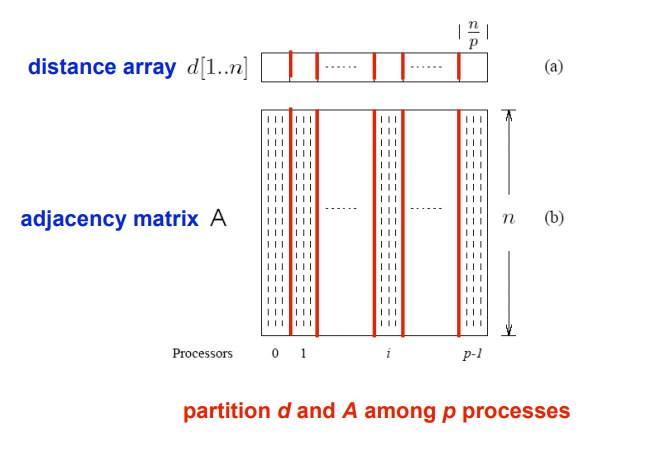 | n/p |
distance array d[1..n] ...... ...... (a)
adjacency matrix A ...... ...... n (b)
Processors 0 1 i p-1
partition d and A among p processes